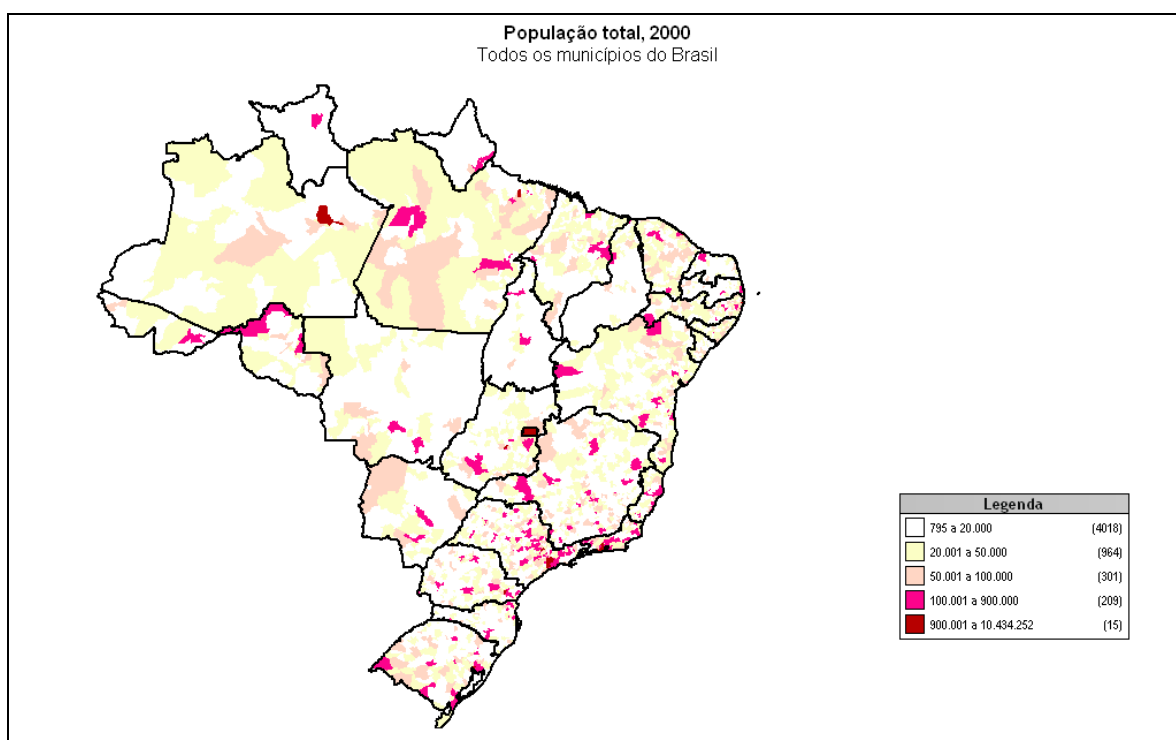 População total, 2000
Todos os municípios do Brasil
Legenda
795 a 20.000 (4018)
20.001 a 50.000 (964)
50.001 a 100.000 (301)
100.001 a 900.000 (209)
900.001 a 10.434.252 (15)